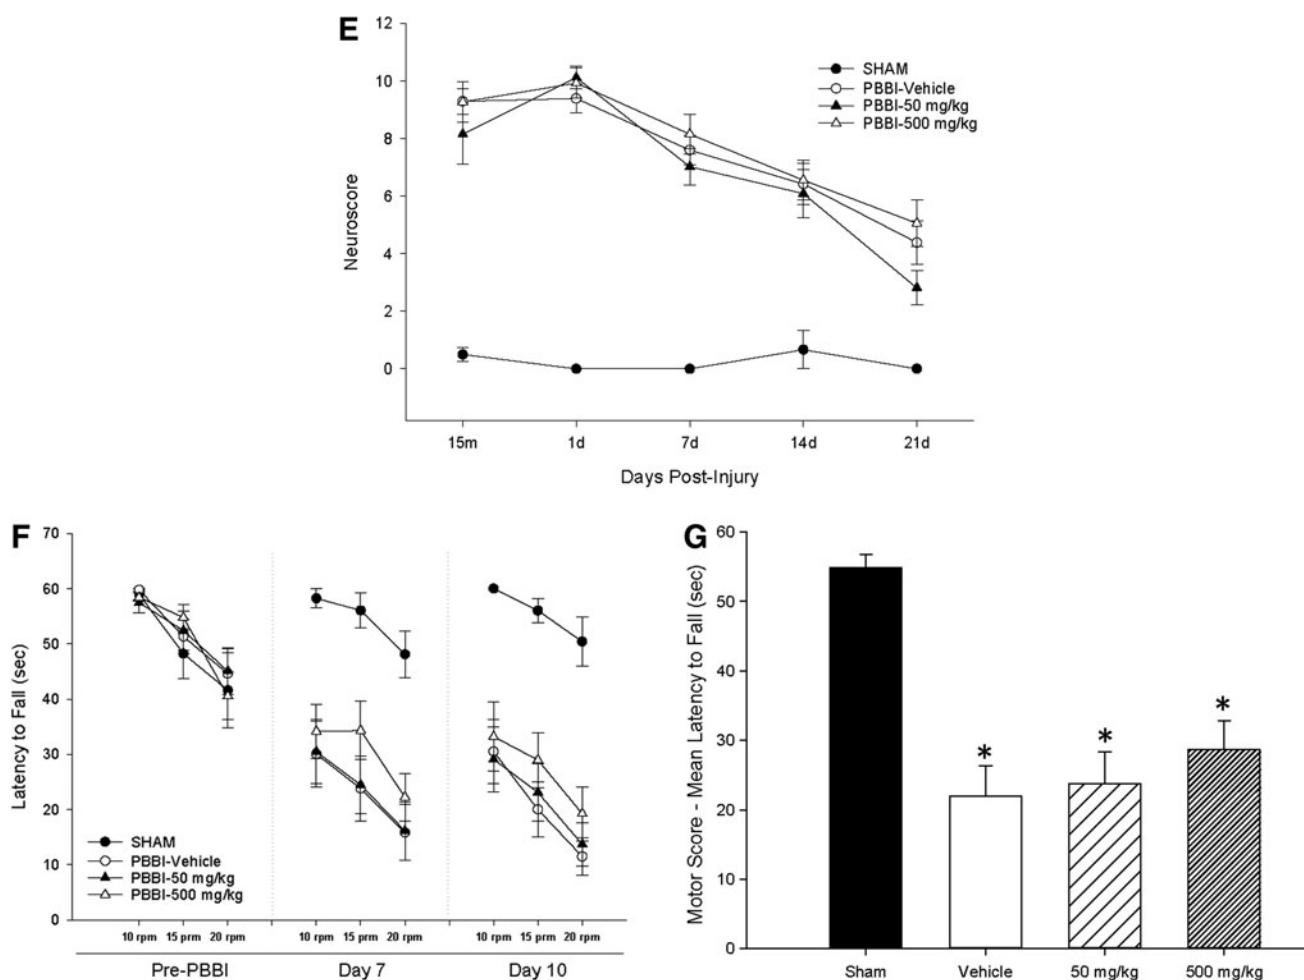 E
12
10
8
6
4
2
0
Neuroscore
SHAM
PBBI-Vehicle
PBBI-50 mg/kg
PBBI-500 mg/kg
15m 1d 7d 14d 21d
Days Post-Injury
F
70
60
50
40
30
20
10
0
Latency to Fall (sec)
SHAM
PBBI-Vehicle
PBBI-50 mg/kg
PBBI-500 mg/kg
10 rpm 15 prm 20 rpm 10 rpm 15 prm 20 rpm 10 rpm 15 prm 20 rpm
Pre-PBBI Day 7 Day 10
G
60
50
40
30
20
10
0
Motor Score - Mean Latency to Fall (sec)
* * *
Sham Vehicle 50 mg/kg 500 mg/kg